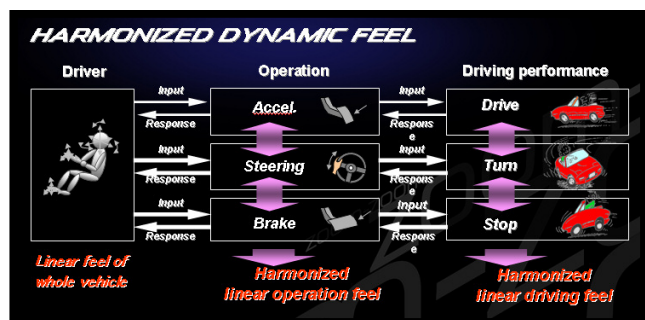 HARMONIZED DYNAMIC FEEL
Driver
Operation
Driving performance
Input
Accel.
Input
Drive
Response
Respons
e
Input
Steering
Input
Turn
Response
Respons
e
Input
Brake
Input
Stop
Response
Respons
e
Linear feel of
whole vehicle
Harmonized
linear operation feel
Harmonized
linear driving feel